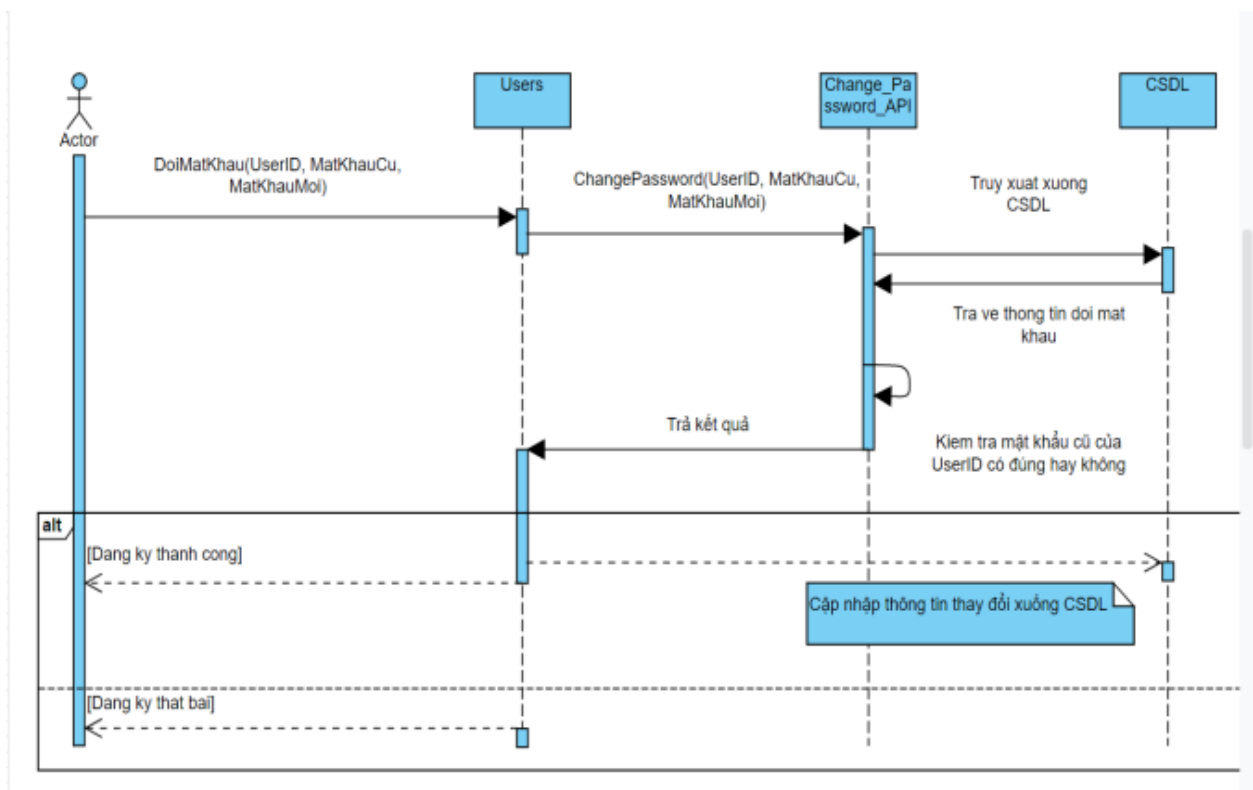 Users
Change_Pa
ssword_API
CSDL
Actor
DoiMatKhau(UserID, MatKhauCu,
MatKhauMoi)
ChangePassword(UserID, MatKhauCu,
MatKhauMoi)
Truy xuat xuong
CSDL
Tra ve thong tin doi mat
khau
Trả kết quả
Kiem tra mật khẩu cũ của
UserID có đúng hay không
alt
[Dang ky thanh cong]
Cập nhập thông tin thay đổi xuống CSDL
[Dang ky that bai]